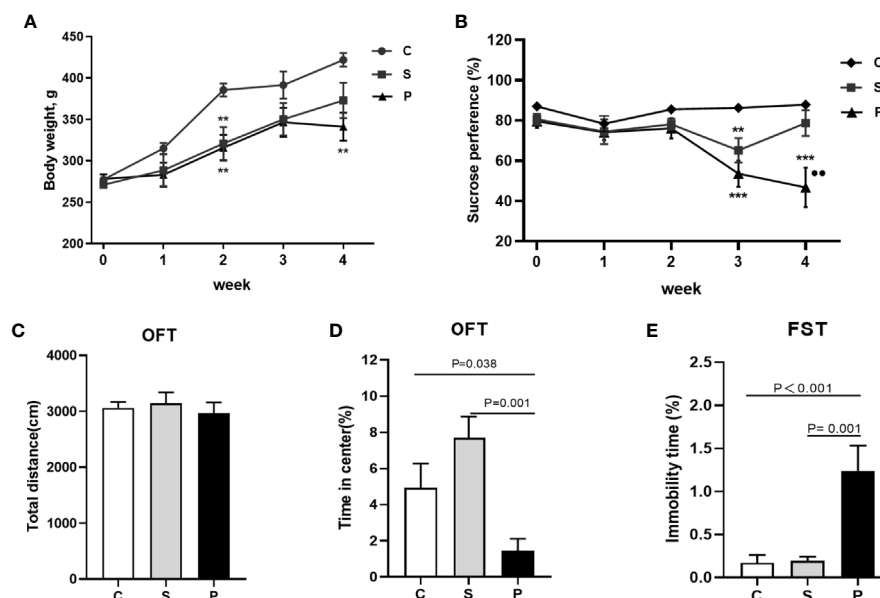 A
Body weight, g
450
400
350
300
250
200
0 1 2 3 4
week
C
S
P
**
**
**
B
Sucrose perference (%)
120
100
80
60
40
20
0 1 2 3 4
week
C
S
**
***
***
••
C
OFT
Total distance(cm)
4000
3000
2000
1000
0
C S P
D
OFT
Time in center(%)
12
10
8
6
4
2
0
P=0.038
P=0.001
C S P
E
FST
Immobility time (%)
2.5
2.0
1.5
1.0
0.5
0.0
P<0.001
P= 0.001
C S P